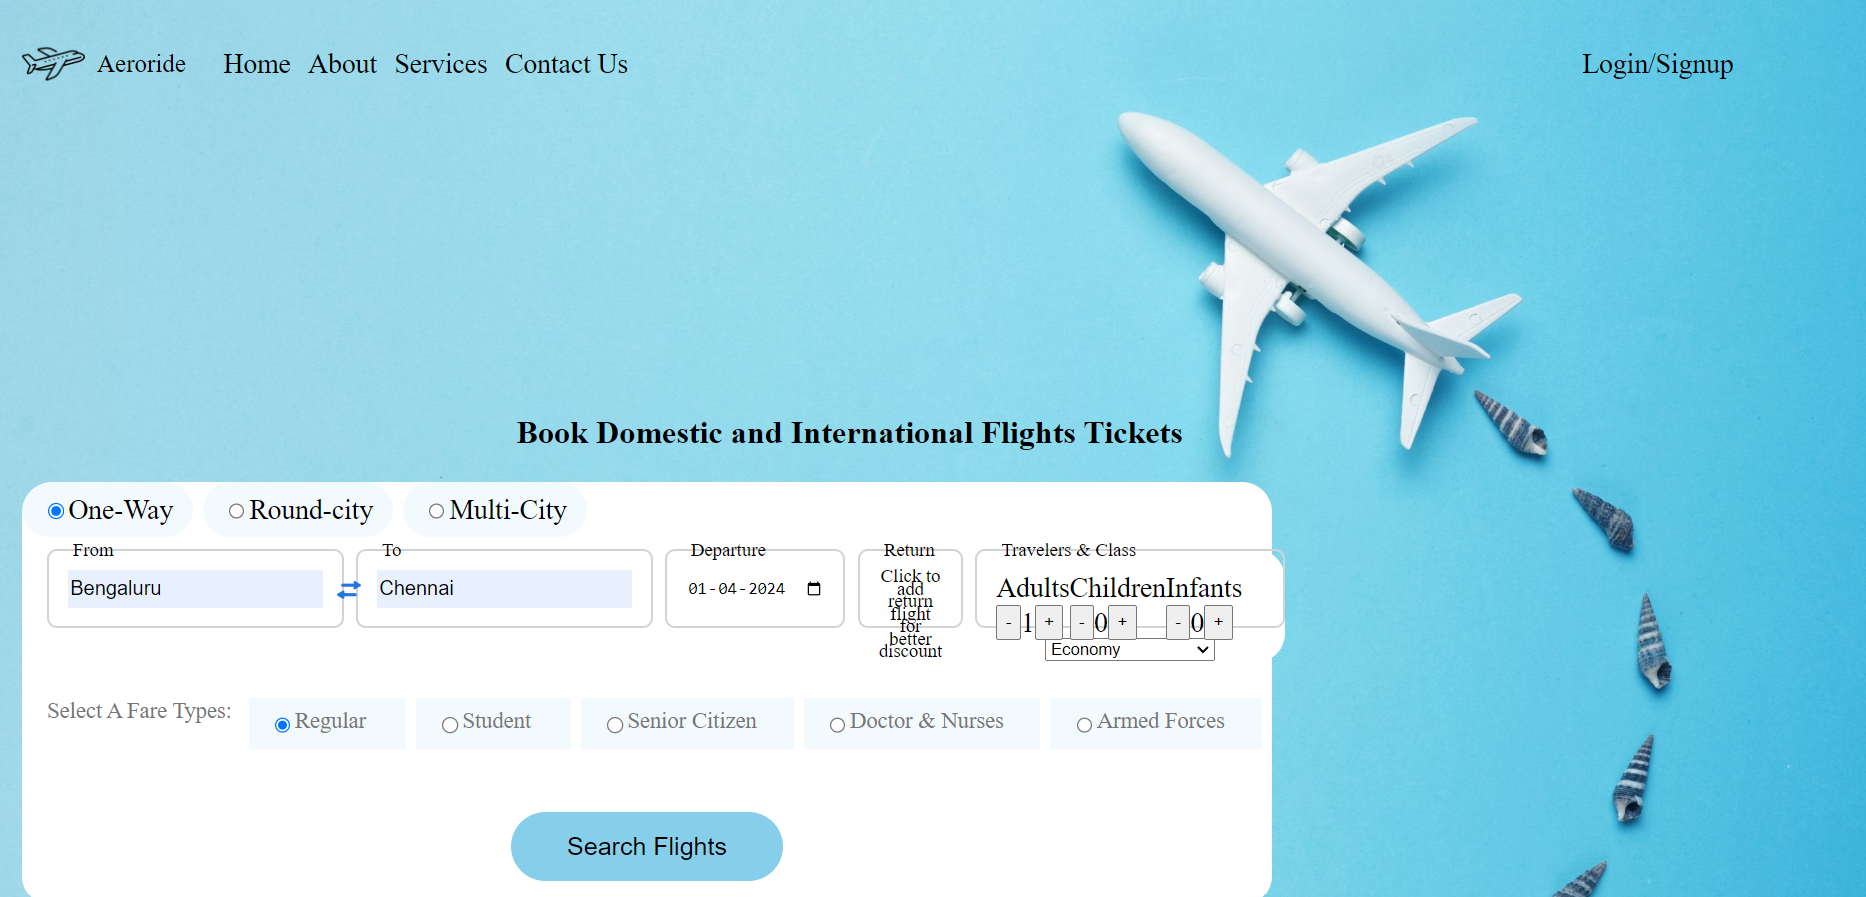 Aeroride Home About Services Contact Us Login/Signup
Book Domestic and International Flights Tickets
One-Way Round-city Multi-City
From To Departure Return Travelers & Class
Bengaluru Chennai 01-04-2024
Click to
add
return
flight
for
better
discount
AdultsChildrenInfants
- 1 + - 0 + - 0 +
Economy
Select A Fare Types: Regular Student Senior Citizen Doctor & Nurses Armed Forces
Search Flights